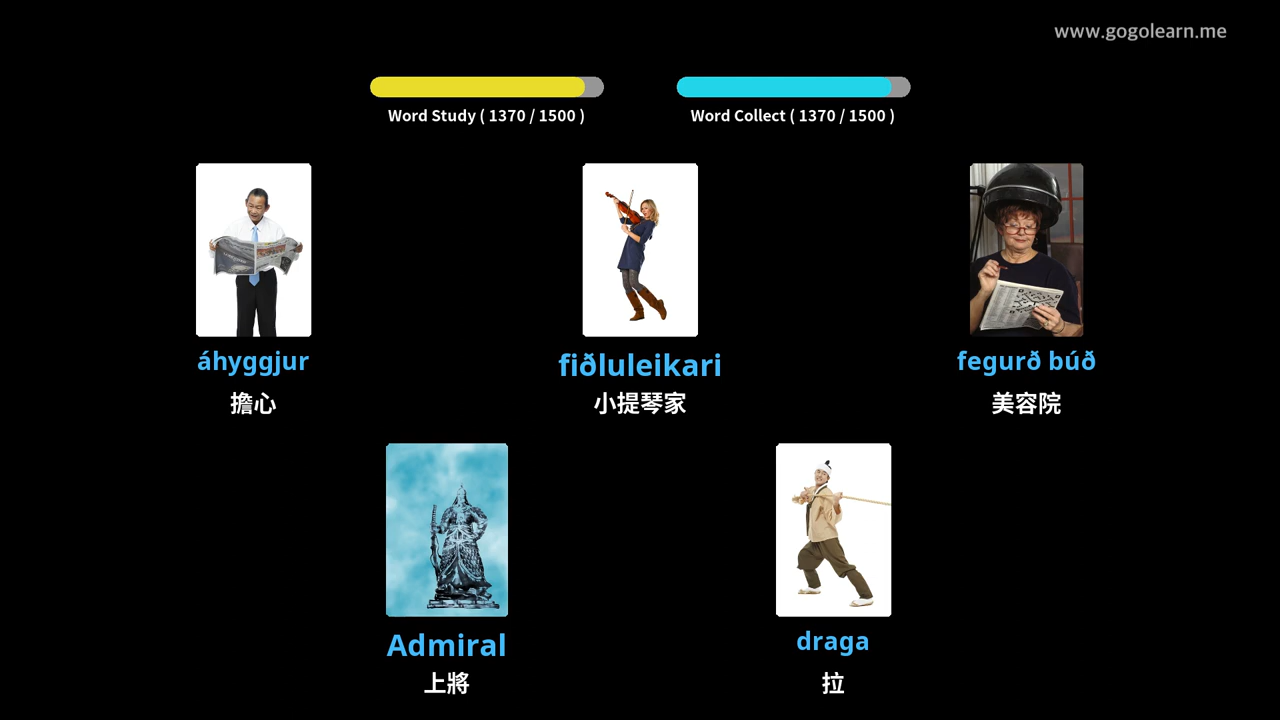 www.gogolearn.me
Word Study ( 1370 / 1500 )
Word Collect ( 1370 / 1500 )
áhyggjur
fiðluleikari
fegurð búð
擔心
小提琴家
美容院
Admiral
draga
上將
拉